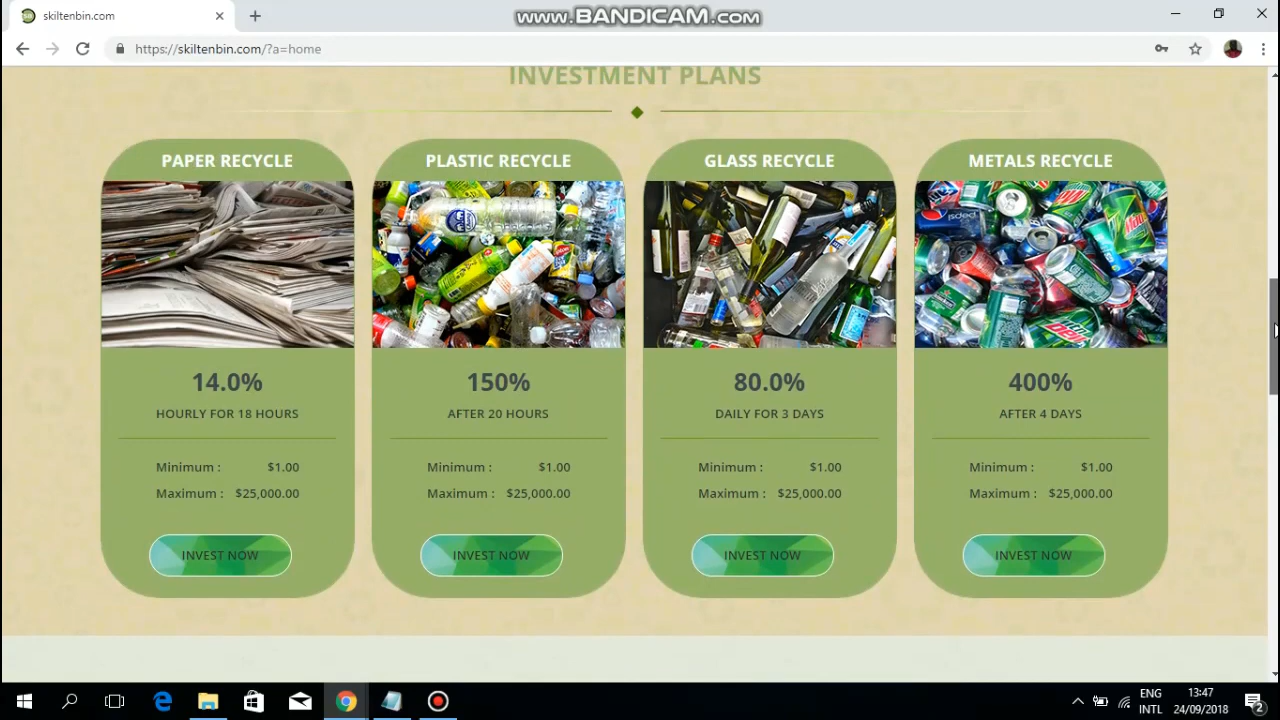 skiltenbin.com
www.BANDICAM.com
https://skiltenbin.com/?a=home
INVESTMENT PLANS
PAPER RECYCLE
14.0%
HOURLY FOR 18 HOURS
Minimum : $1.00
Maximum : $25,000.00
INVEST NOW
PLASTIC RECYCLE
150%
AFTER 20 HOURS
Minimum : $1.00
Maximum : $25,000.00
INVEST NOW
GLASS RECYCLE
80.0%
DAILY FOR 3 DAYS
Minimum : $1.00
Maximum : $25,000.00
INVEST NOW
METALS RECYCLE
pepsi
400%
AFTER 4 DAYS
Minimum : $1.00
Maximum : $25,000.00
INVEST NOW
ENG
INTL
13:47
24/09/2018
2